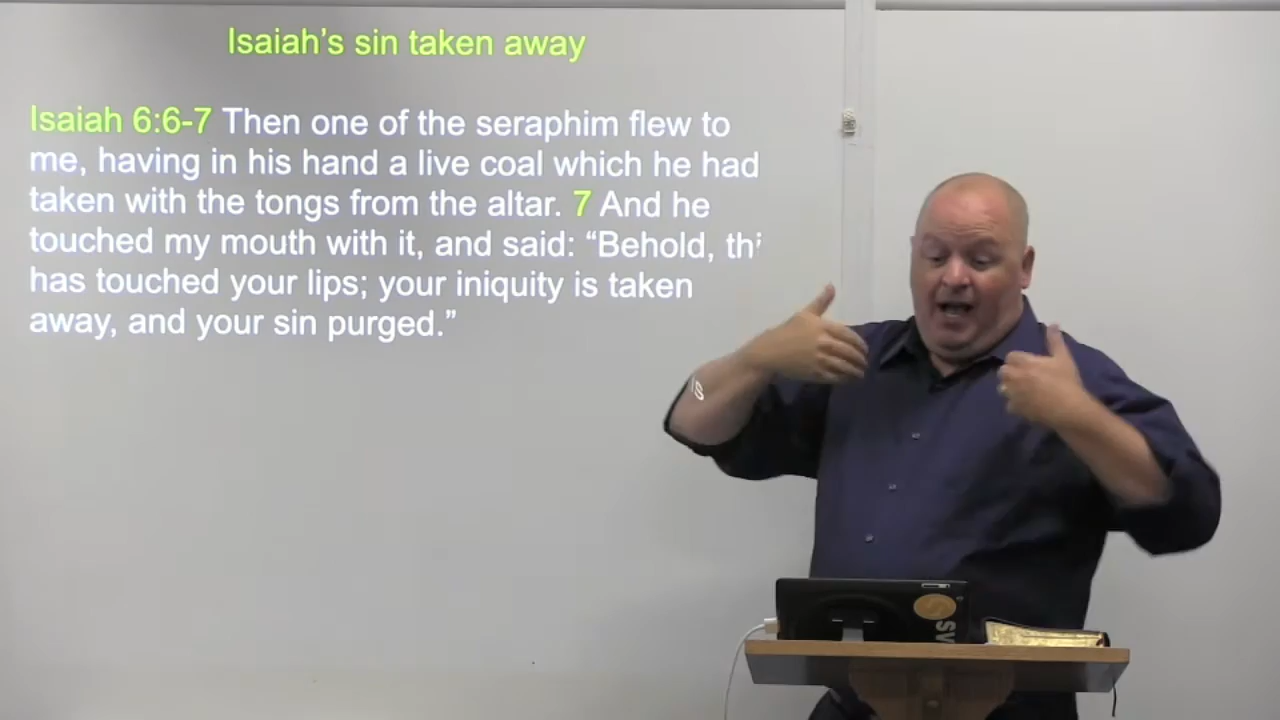 Isaiah's sin taken away
Isaiah 6:6-7 Then one of the seraphim flew to
me, having in his hand a live coal which he had
taken with the tongs from the altar. 7 And he
touched my mouth with it, and said: “Behold, this
has touched your lips; your iniquity is taken
away, and your sin purged.”
SV